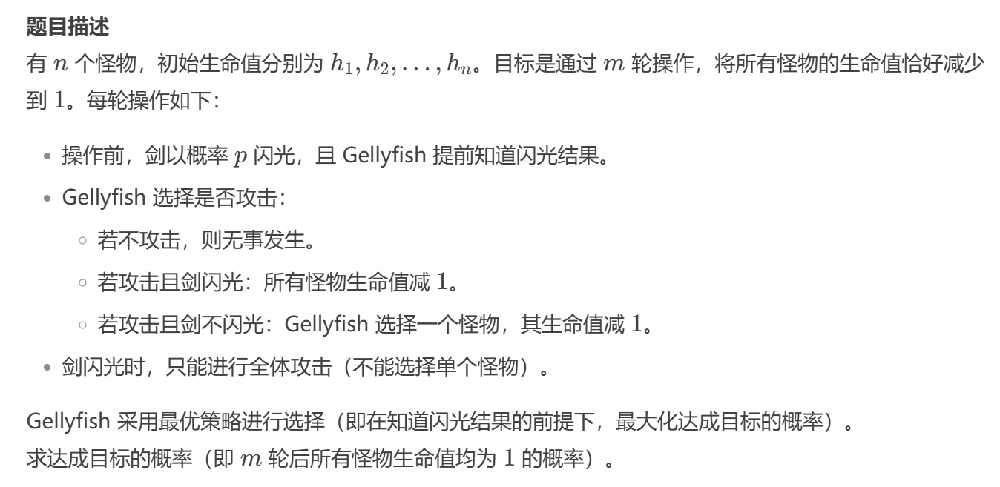 题目描述
有 n 个怪物，初始生命值分别为 h₁, h₂, . . . , hₙ。目标是通过 m 轮操作，将所有怪物的生命值恰好减少
到 1。每轮操作如下：
• 操作前，剑以概率 p 闪光，且 Gellyfish 提前知道闪光结果。
• Gellyfish 选择是否攻击：
○ 若不攻击，则无事发生。
○ 若攻击且剑闪光：所有怪物生命值减 1。
○ 若攻击且剑不闪光：Gellyfish 选择一个怪物，其生命值减 1。
• 剑闪光时，只能进行全体攻击（不能选择单个怪物）。
Gellyfish 采用最优策略进行选择（即在知道闪光结果的前提下，最大化达成目标的概率）。
求达成目标的概率（即 m 轮后所有怪物生命值均为 1 的概率）。